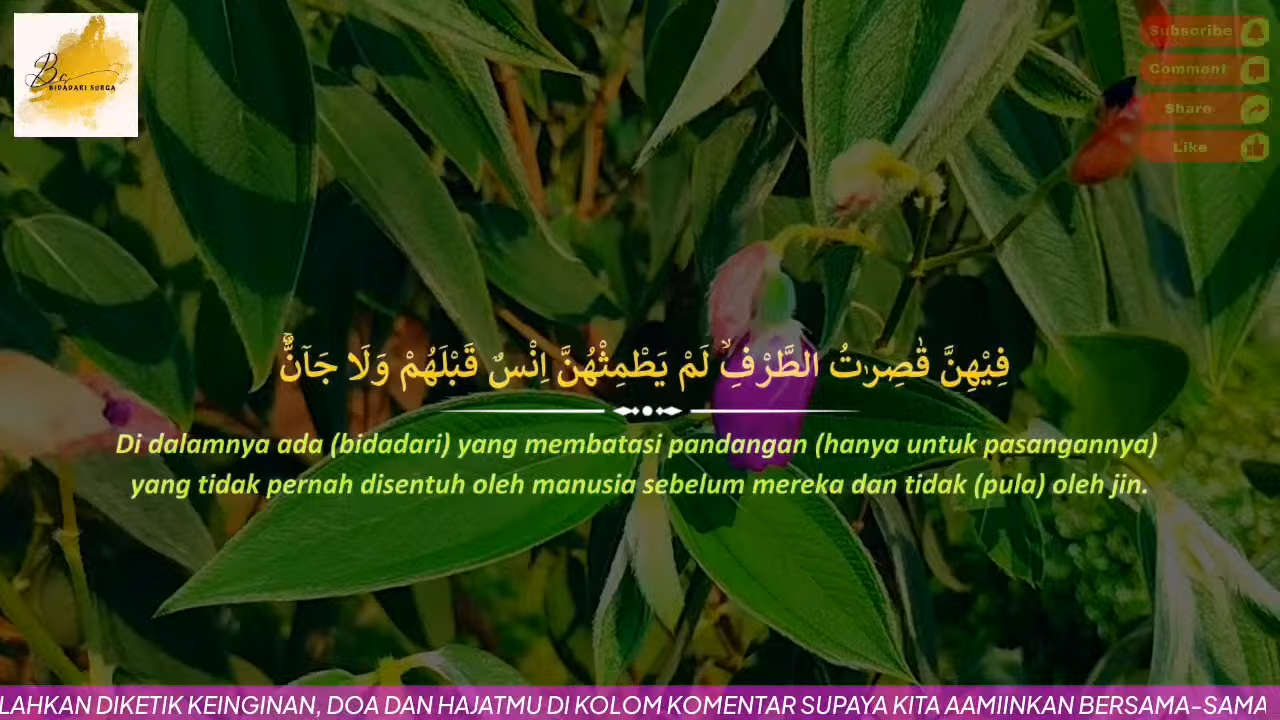 Bs
BIDADARI SURGA
Subscribe
Comment
Share
Like
فِيْهِنَّ قٰصِرٰتُ الطَّرْفِۙ لَمْ يَطْمِثْهُنَّ اِنْسٌ قَبْلَهُمْ وَلَا جَاۤنٌّۚ
Di dalamnya ada (bidadari) yang membatasi pandangan (hanya untuk pasangannya)
yang tidak pernah disentuh oleh manusia sebelum mereka dan tidak (pula) oleh jin.
LAHKAN DIKETIK KEINGINAN, DOA DAN HAJATMU DI KOLOM KOMENTAR SUPAYA KITA AAMIINKAN BERSAMA-SAMA